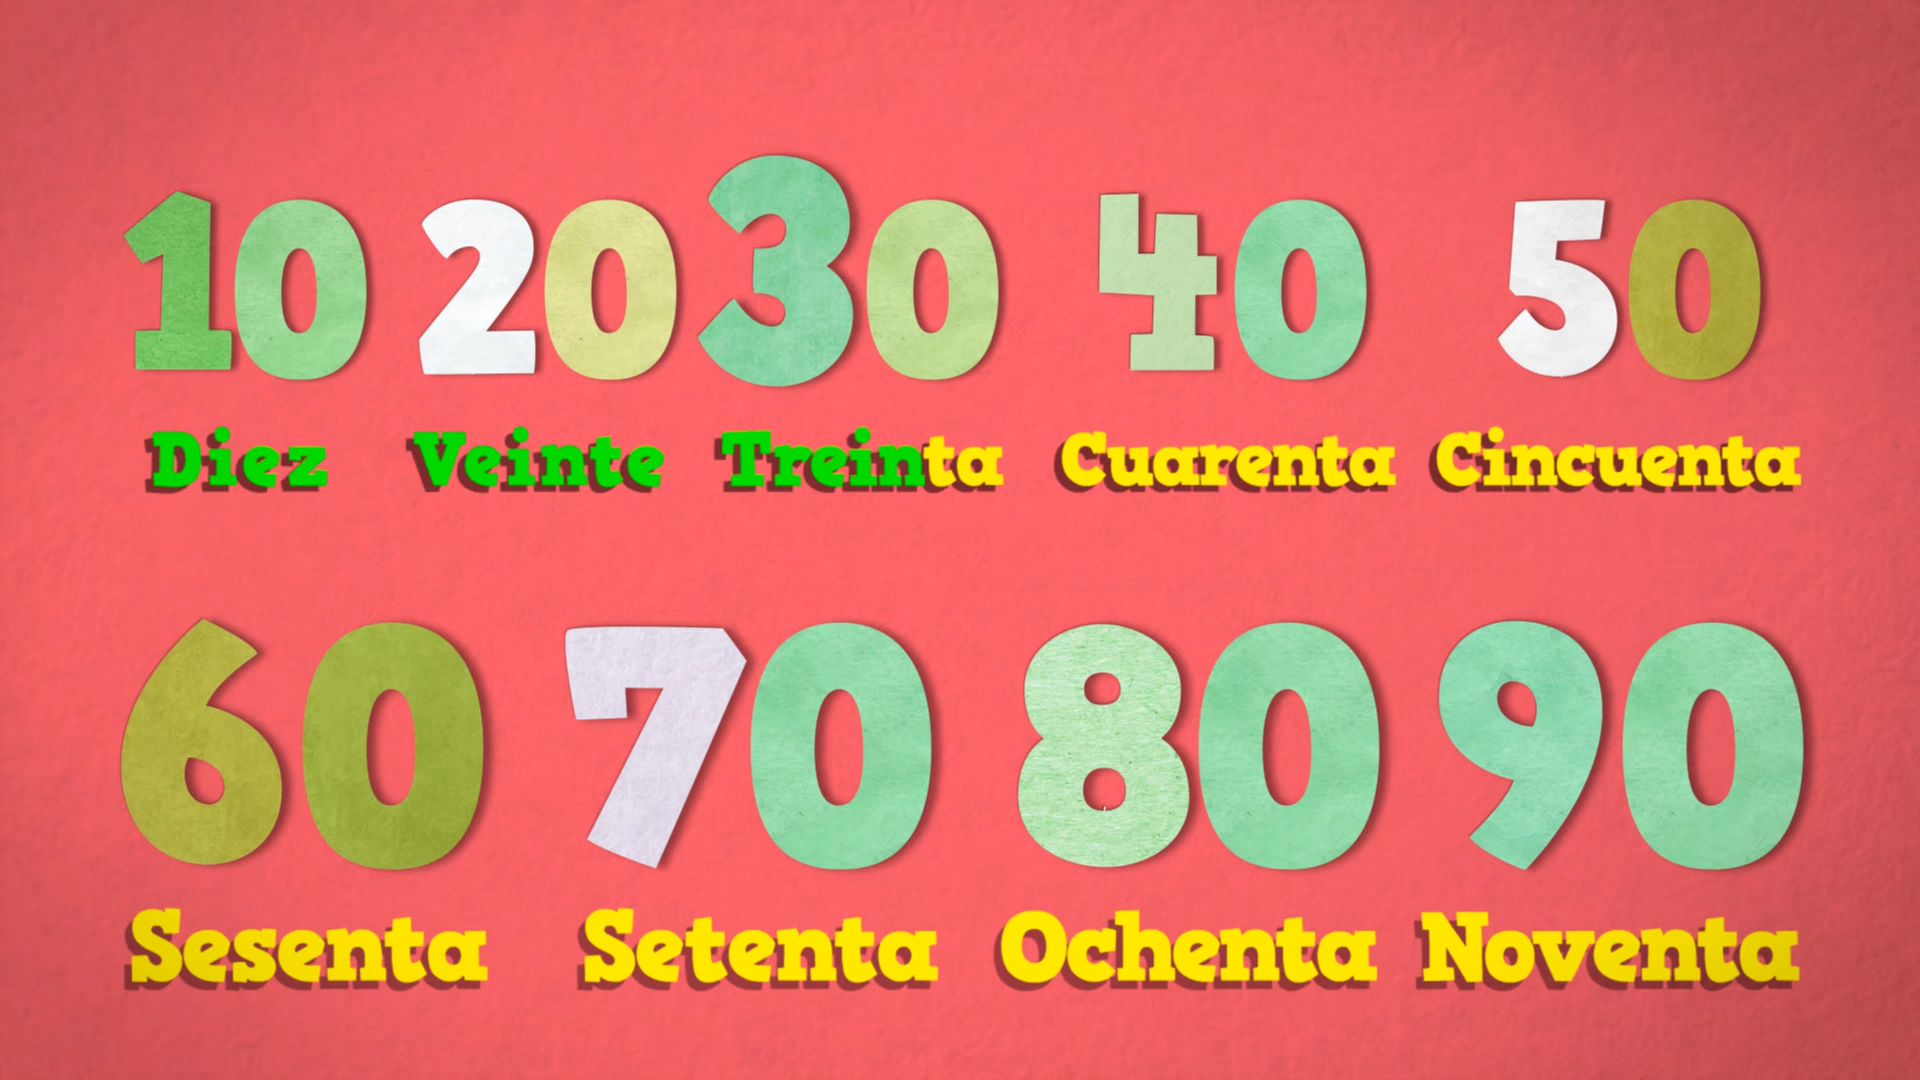 10 20 30 40 50
Diez Veinte Treinta Cuarenta Cincuenta
60 70 80 90
Sesenta Setenta Ochenta Noventa